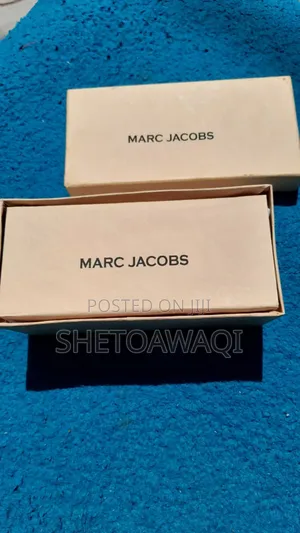 MARC JACOBS
MARC JACOBS
POSTED ON JIJI
SHETOAWAQI